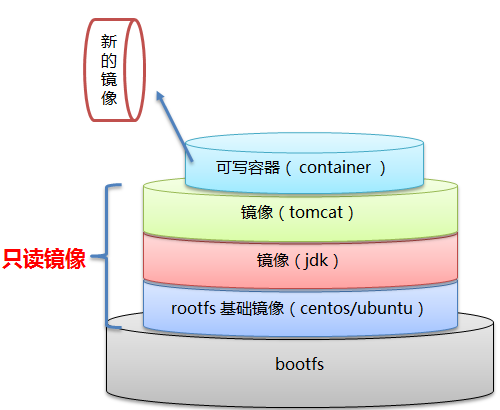 新的镜像
可写容器（container）
镜像（tomcat）
只读镜像
镜像（jdk）
rootfs 基础镜像（centos/ubuntu）
bootfs